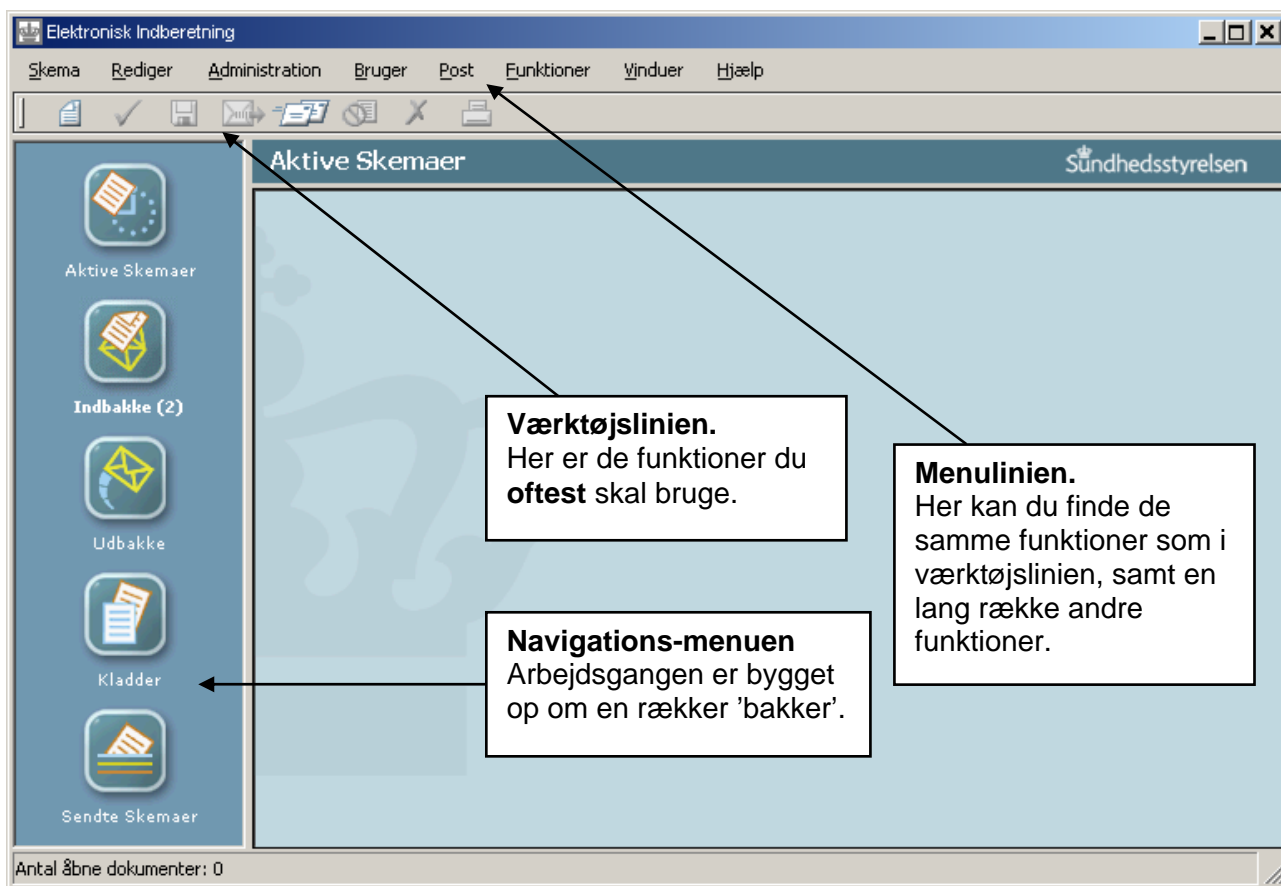 Elektronisk Indberetning
Skema Rediger Administration Bruger Post Funktioner Vinduer Hjælp
Aktive Skemaer
Sundhedsstyrelsen
Aktive Skemaer
Indbakke (2)
Udbakke
Kladder
Sendte Skemaer
Værktøjslinien.
Her er de funktioner du
oftest skal bruge.
Menulinien.
Her kan du finde de
samme funktioner som i
værktøjslinien, samt en
lang række andre
funktioner.
Navigations-menuen
Arbejdsgangen er bygget
op om en rækker ’bakker’.
Antal åbne dokumenter: 0